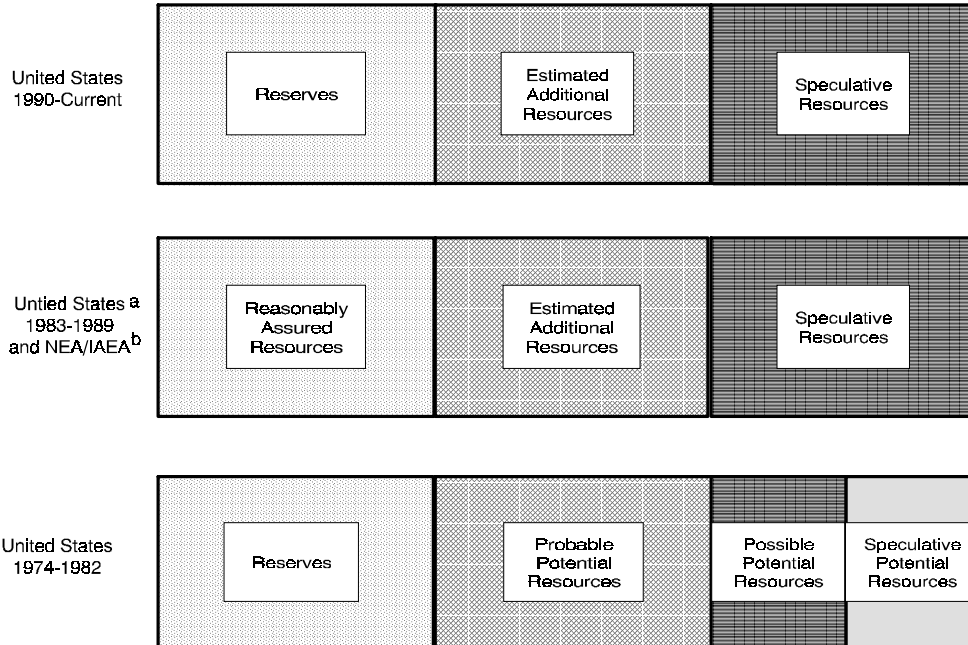 United States
1990-Current
Reserves
Estimated
Additional
Resources
Speculative
Resources
Untied States a
1983-1989
and NEA/IAEA b
Reasonably
Assured
Resources
Estimated
Additional
Resources
Speculative
Resources
United States
1974-1982
Reserves
Probable
Potential
Resources
Possible
Potential
Resources
Speculative
Potential
Resources